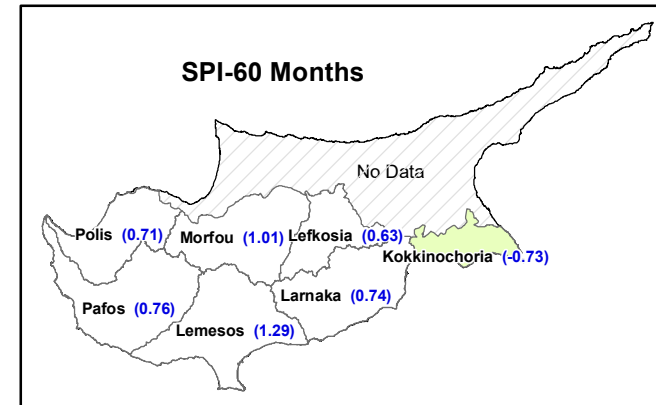 SPI-60 Months
No Data
Polis (0.71)
Morfou (1.01)
Lefkosia (0.63)
Kokkinochoria (-0.73)
Pafos (0.76)
Larnaka (0.74)
Lemesos (1.29)